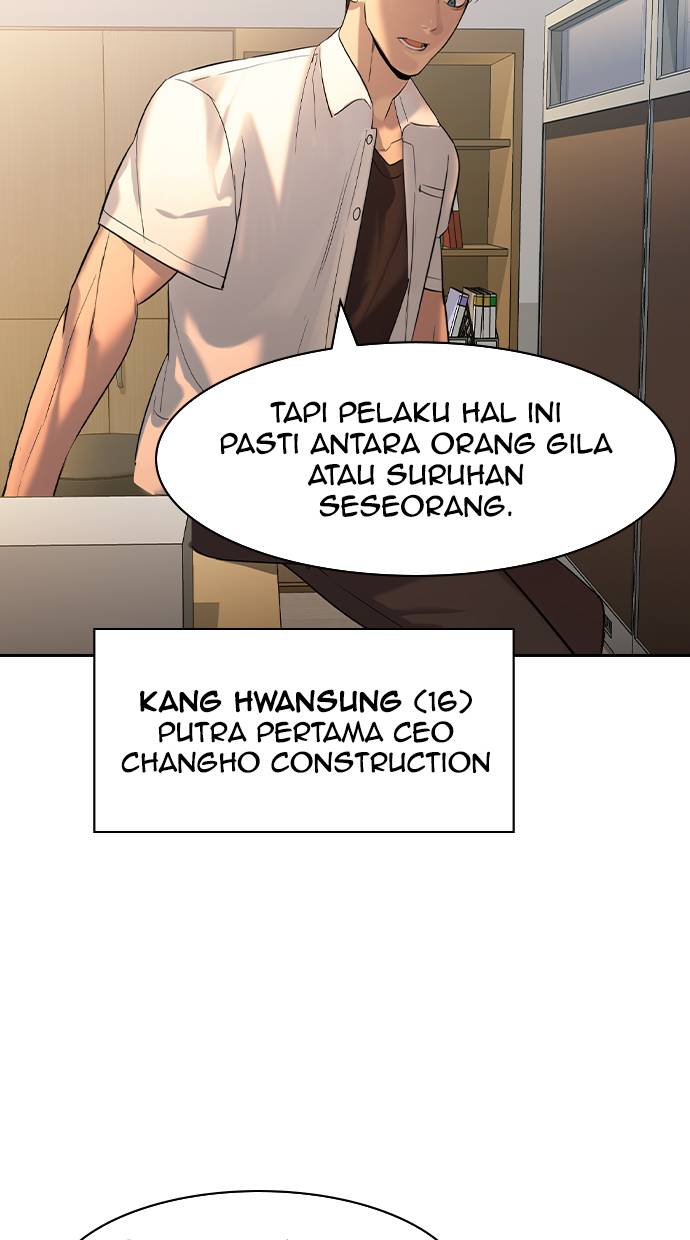 TAPI PELAKU HAL INI
PASTI ANTARA ORANG GILA
ATAU SURUHAN
SESEORANG.
KANG HWANSUNG (16)
PUTRA PERTAMA CEO
CHANGHO CONSTRUCTION